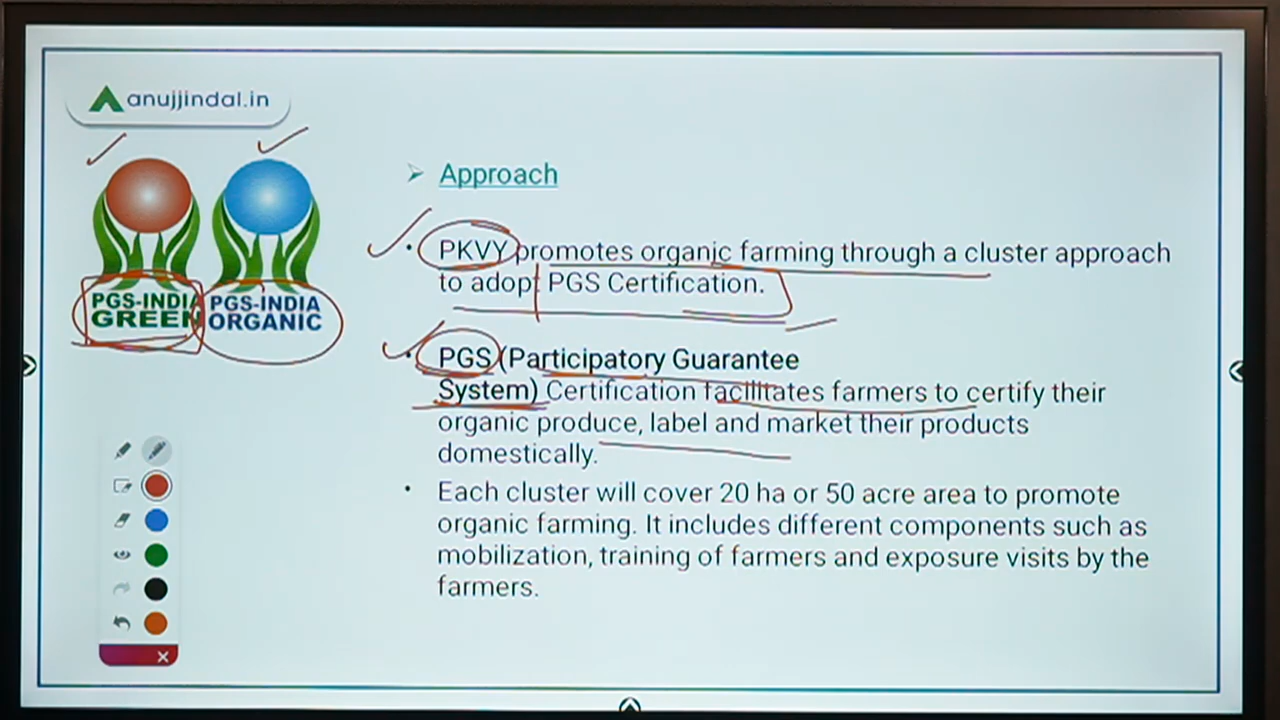 anujjindal.in
PGS-INDIA
GREEN
PGS-INDIA
ORGANIC
Approach
PKVY promotes organic farming through a cluster approach
to adopt PGS Certification.
PGS (Participatory Guarantee
System) Certification facilitates farmers to certify their
organic produce, label and market their products
domestically.
Each cluster will cover 20 ha or 50 acre area to promote
organic farming. It includes different components such as
mobilization, training of farmers and exposure visits by the
farmers.